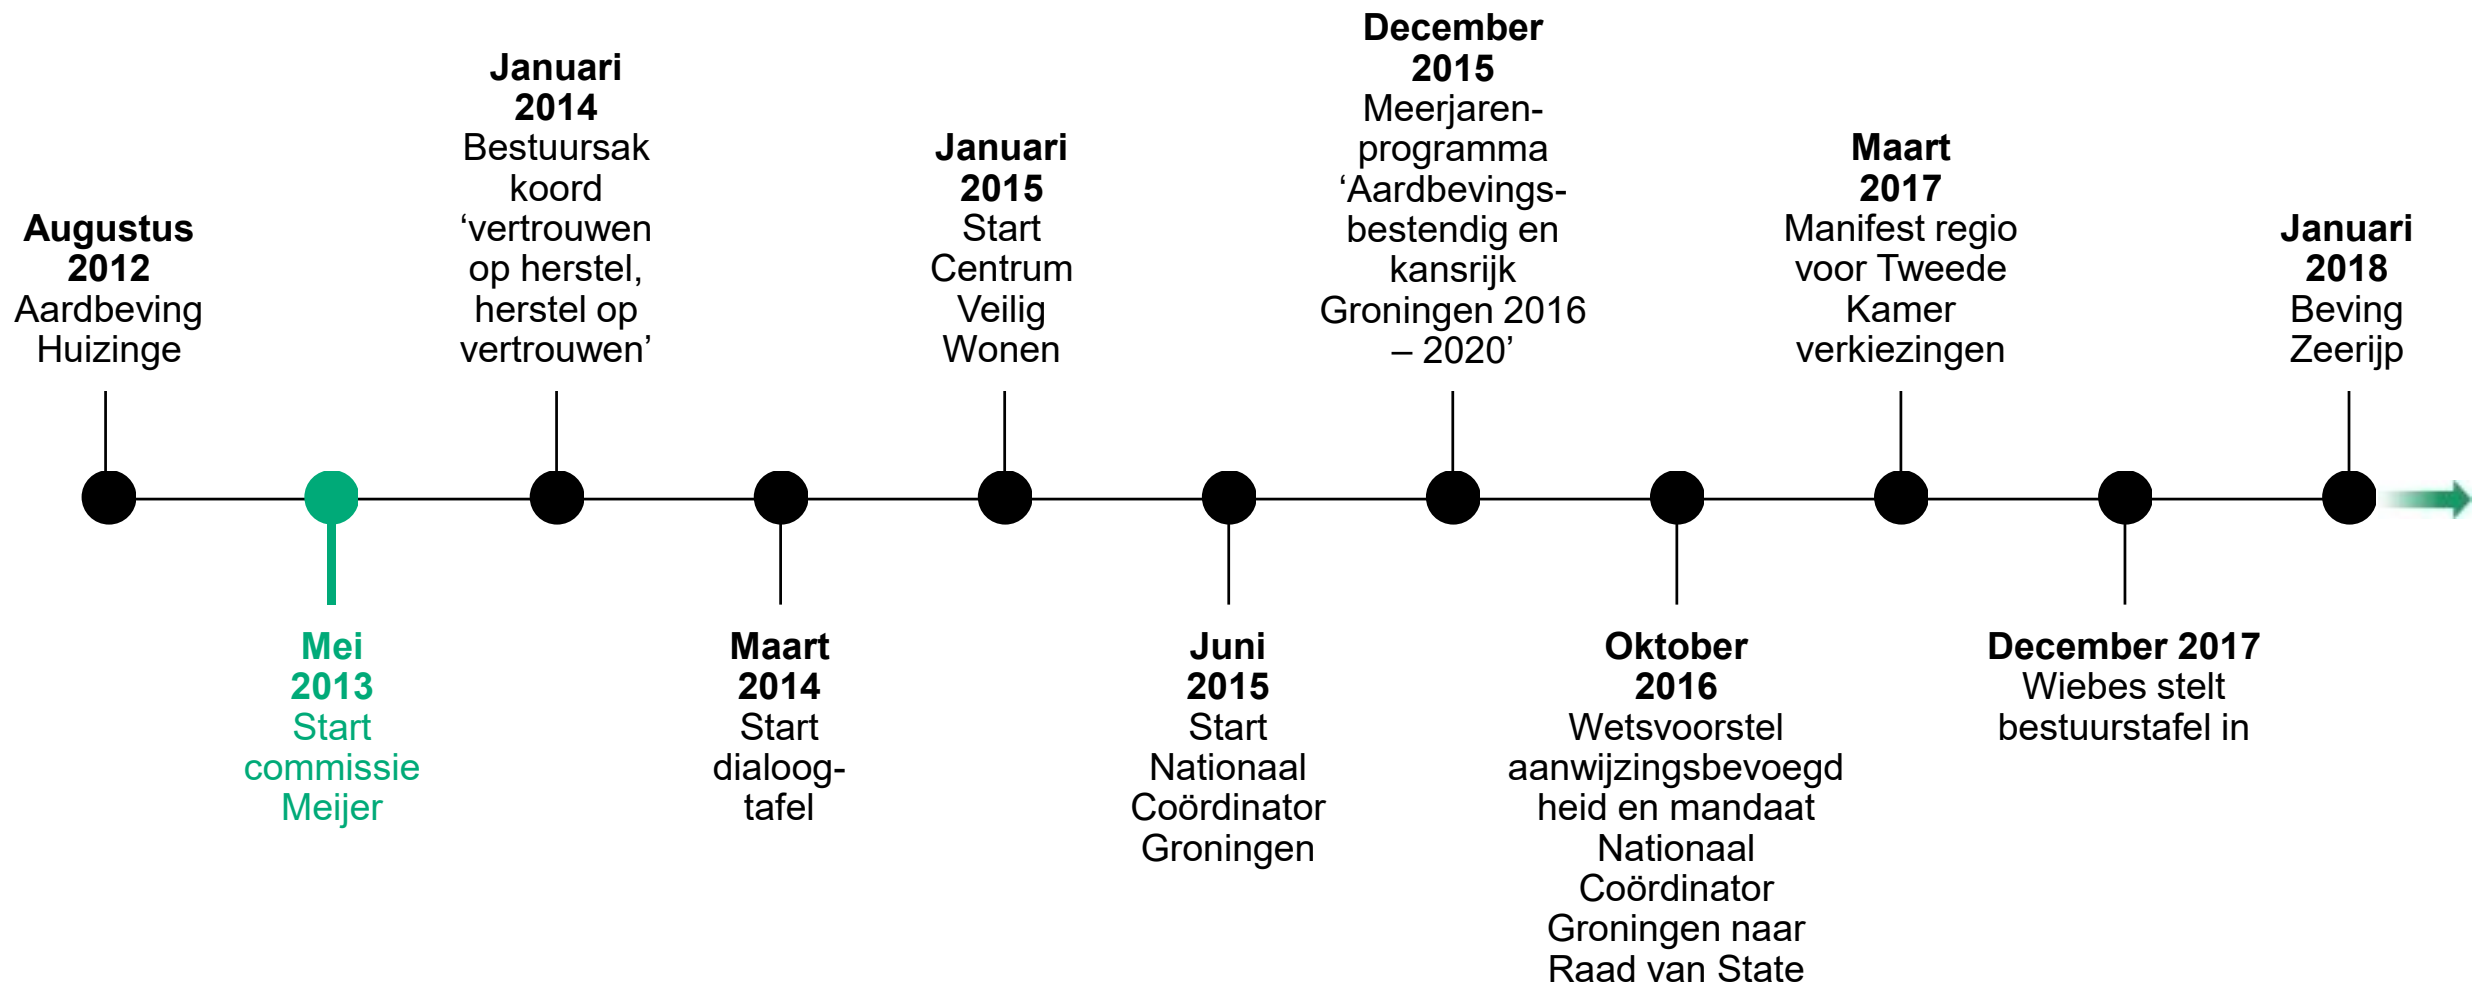 Augustus
2012
Aardbeving
Huizinge
Mei
2013
Start
commissie
Meijer
Januari
2014
Bestuursak
koord
‘vertrouwen
op herstel,
herstel op
vertrouwen’
Maart
2014
Start
dialoog-
tafel
Januari
2015
Start
Centrum
Veilig
Wonen
Juni
2015
Start
Nationaal
Coördinator
Groningen
December
2015
Meerjaren-
programma
‘Aardbevings-
bestendig en
kansrijk
Groningen 2016
– 2020’
Oktober
2016
Wetsvoorstel
aanwijzingsbevoegd
heid en mandaat
Nationaal
Coördinator
Groningen naar
Raad van State
Maart
2017
Manifest regio
voor Tweede
Kamer
verkiezingen
December 2017
Wiebes stelt
bestuurstafel in
Januari
2018
Beving
Zeerijp